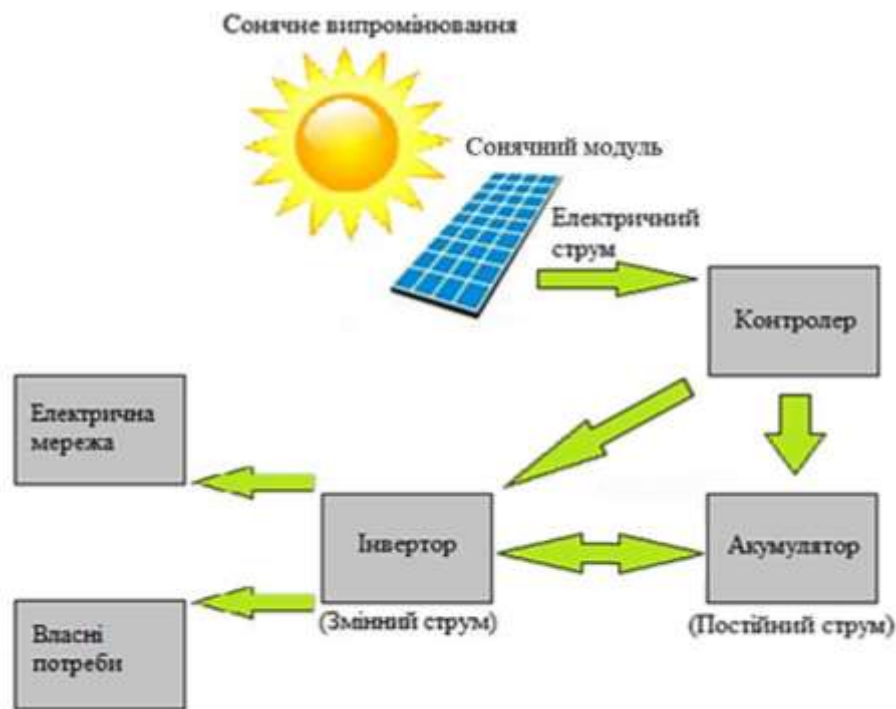 Сонячне випромінювання
Сонячний модуль
Електричний
струм
Контролер
Електрична
мережа
Інвертор
Акумулятор
(Змінний струм)
(Постійний струм)
Власні
потреби